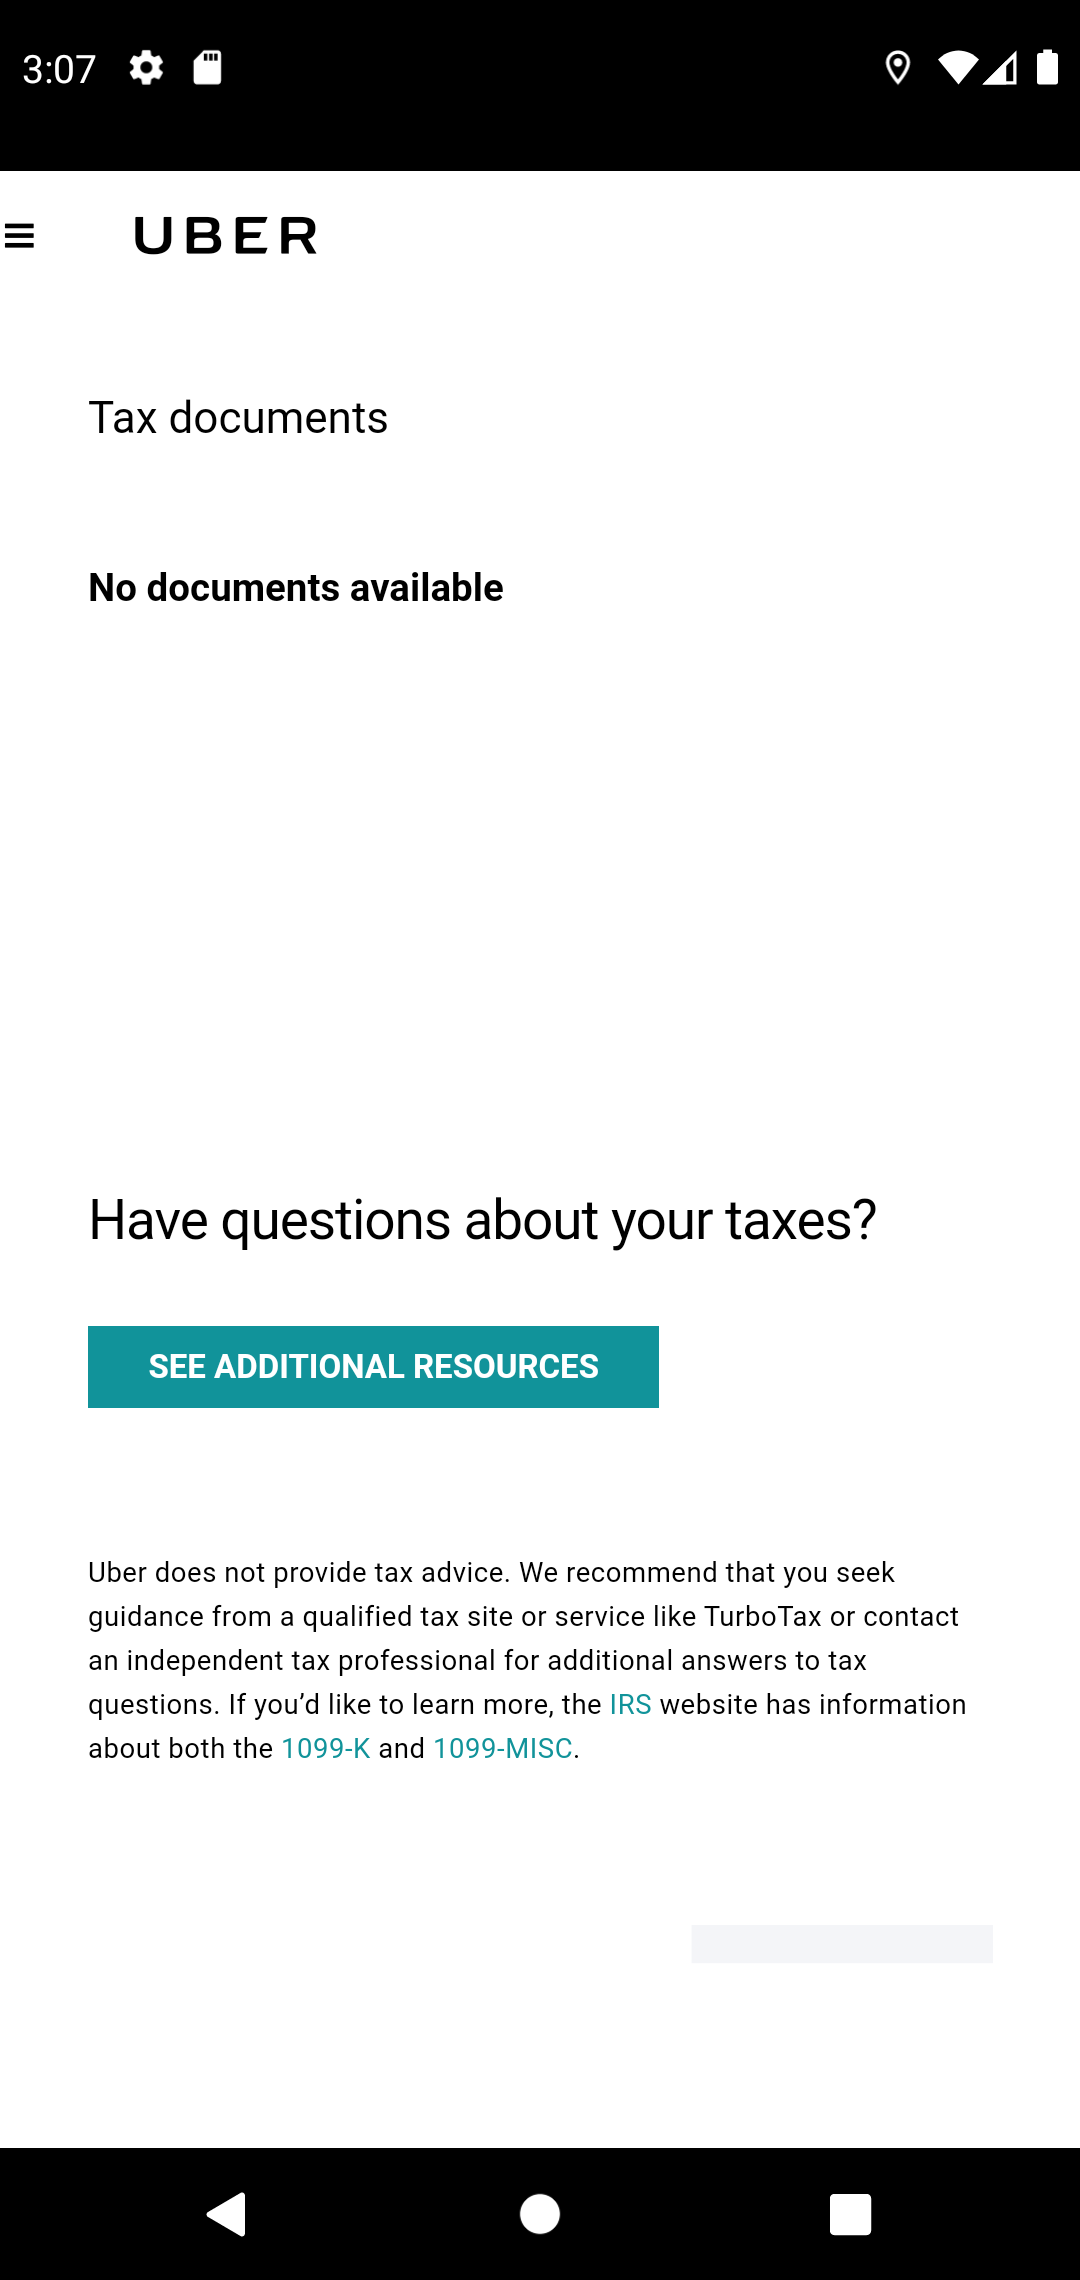 3:07
UBER
Tax documents
No documents available
Have questions about your taxes?
SEE ADDITIONAL RESOURCES
Uber does not provide tax advice. We recommend that you seek
guidance from a qualified tax site or service like TurboTax or contact
an independent tax professional for additional answers to tax
questions. If you’d like to learn more, the IRS website has information
about both the 1099-K and 1099-MISC.